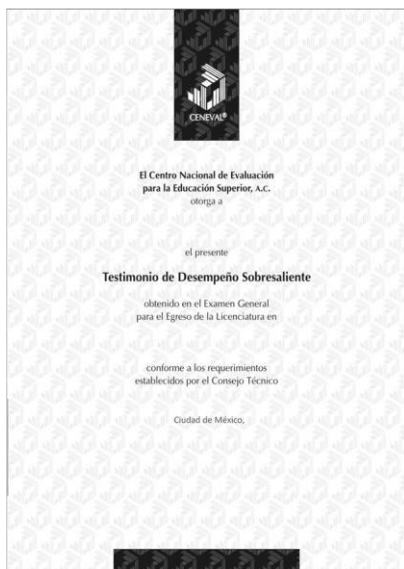 CENEVAL®
El Centro Nacional de Evaluación
para la Educación Superior, A.C.
otorga a
el presente
Testimonio de Desempeño Sobresaliente
obtenido en el Examen General
para el Egreso de la Licenciatura en
conforme a los requerimientos
establecidos por el Consejo Técnico
Ciudad de México,